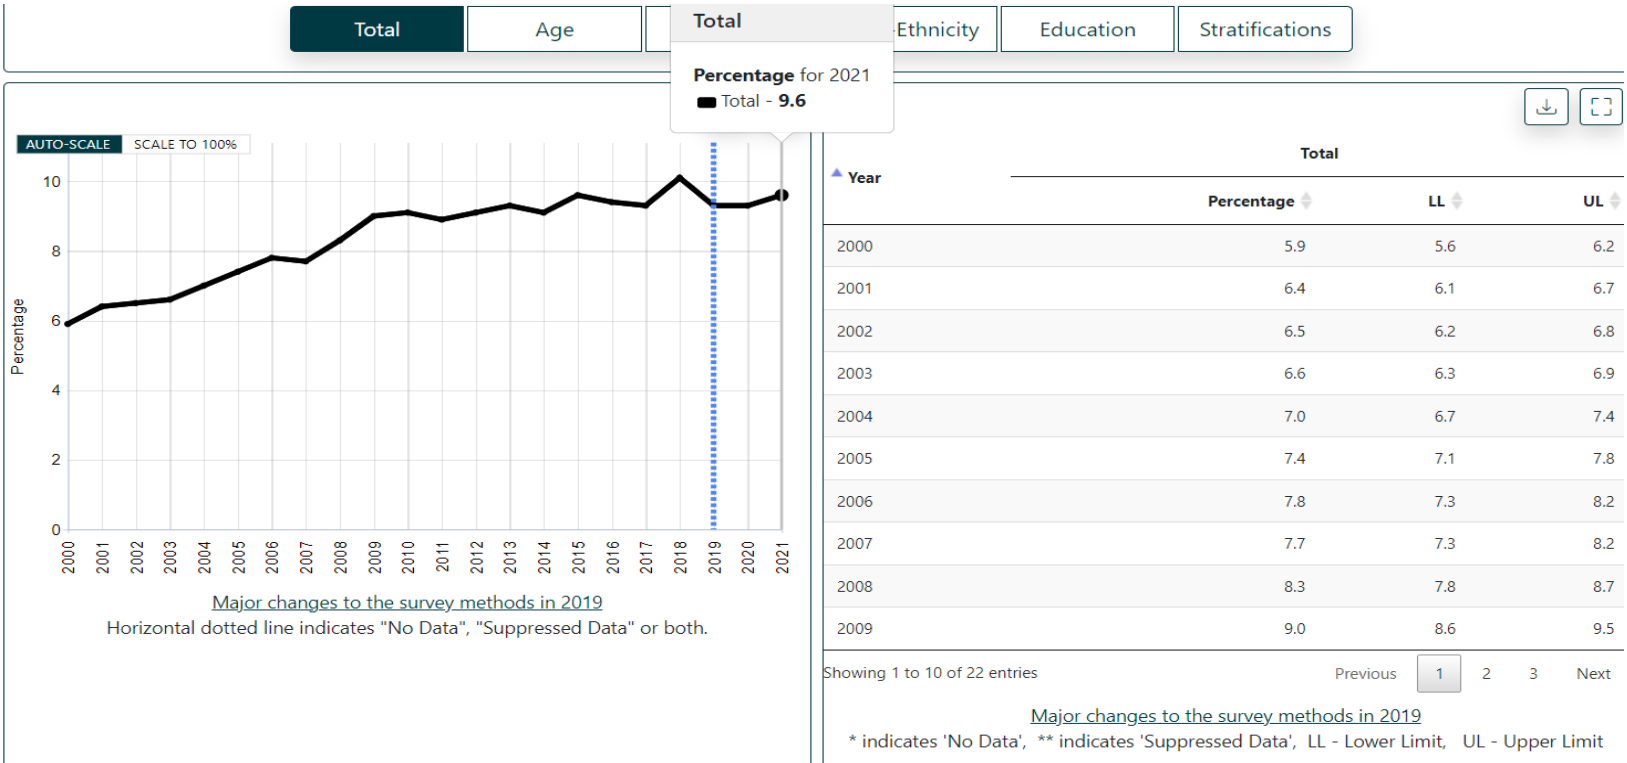 Total
Age
-Ethnicity
Education
Stratifications
Total
Percentage for 2021
Total - 9.6
AUTO-SCALE
SCALE TO 100%
Percentage
10
8
6
4
2
0
2000
2001
2002
2003
2004
2005
2006
2007
2008
2009
2010
2011
2012
2013
2014
2015
2016
2017
2018
2019
2020
2021
Major changes to the survey methods in 2019
Horizontal dotted line indicates "No Data", "Suppressed Data" or both.
Total
Year
Percentage LL UL
2000 5.9 5.6 6.2
2001 6.4 6.1 6.7
2002 6.5 6.2 6.8
2003 6.6 6.3 6.9
2004 7.0 6.7 7.4
2005 7.4 7.1 7.8
2006 7.8 7.3 8.2
2007 7.7 7.3 8.2
2008 8.3 7.8 8.7
2009 9.0 8.6 9.5
Showing 1 to 10 of 22 entries
Previous 1 2 3 Next
Major changes to the survey methods in 2019
* indicates 'No Data', ** indicates 'Suppressed Data', LL - Lower Limit, UL - Upper Limit